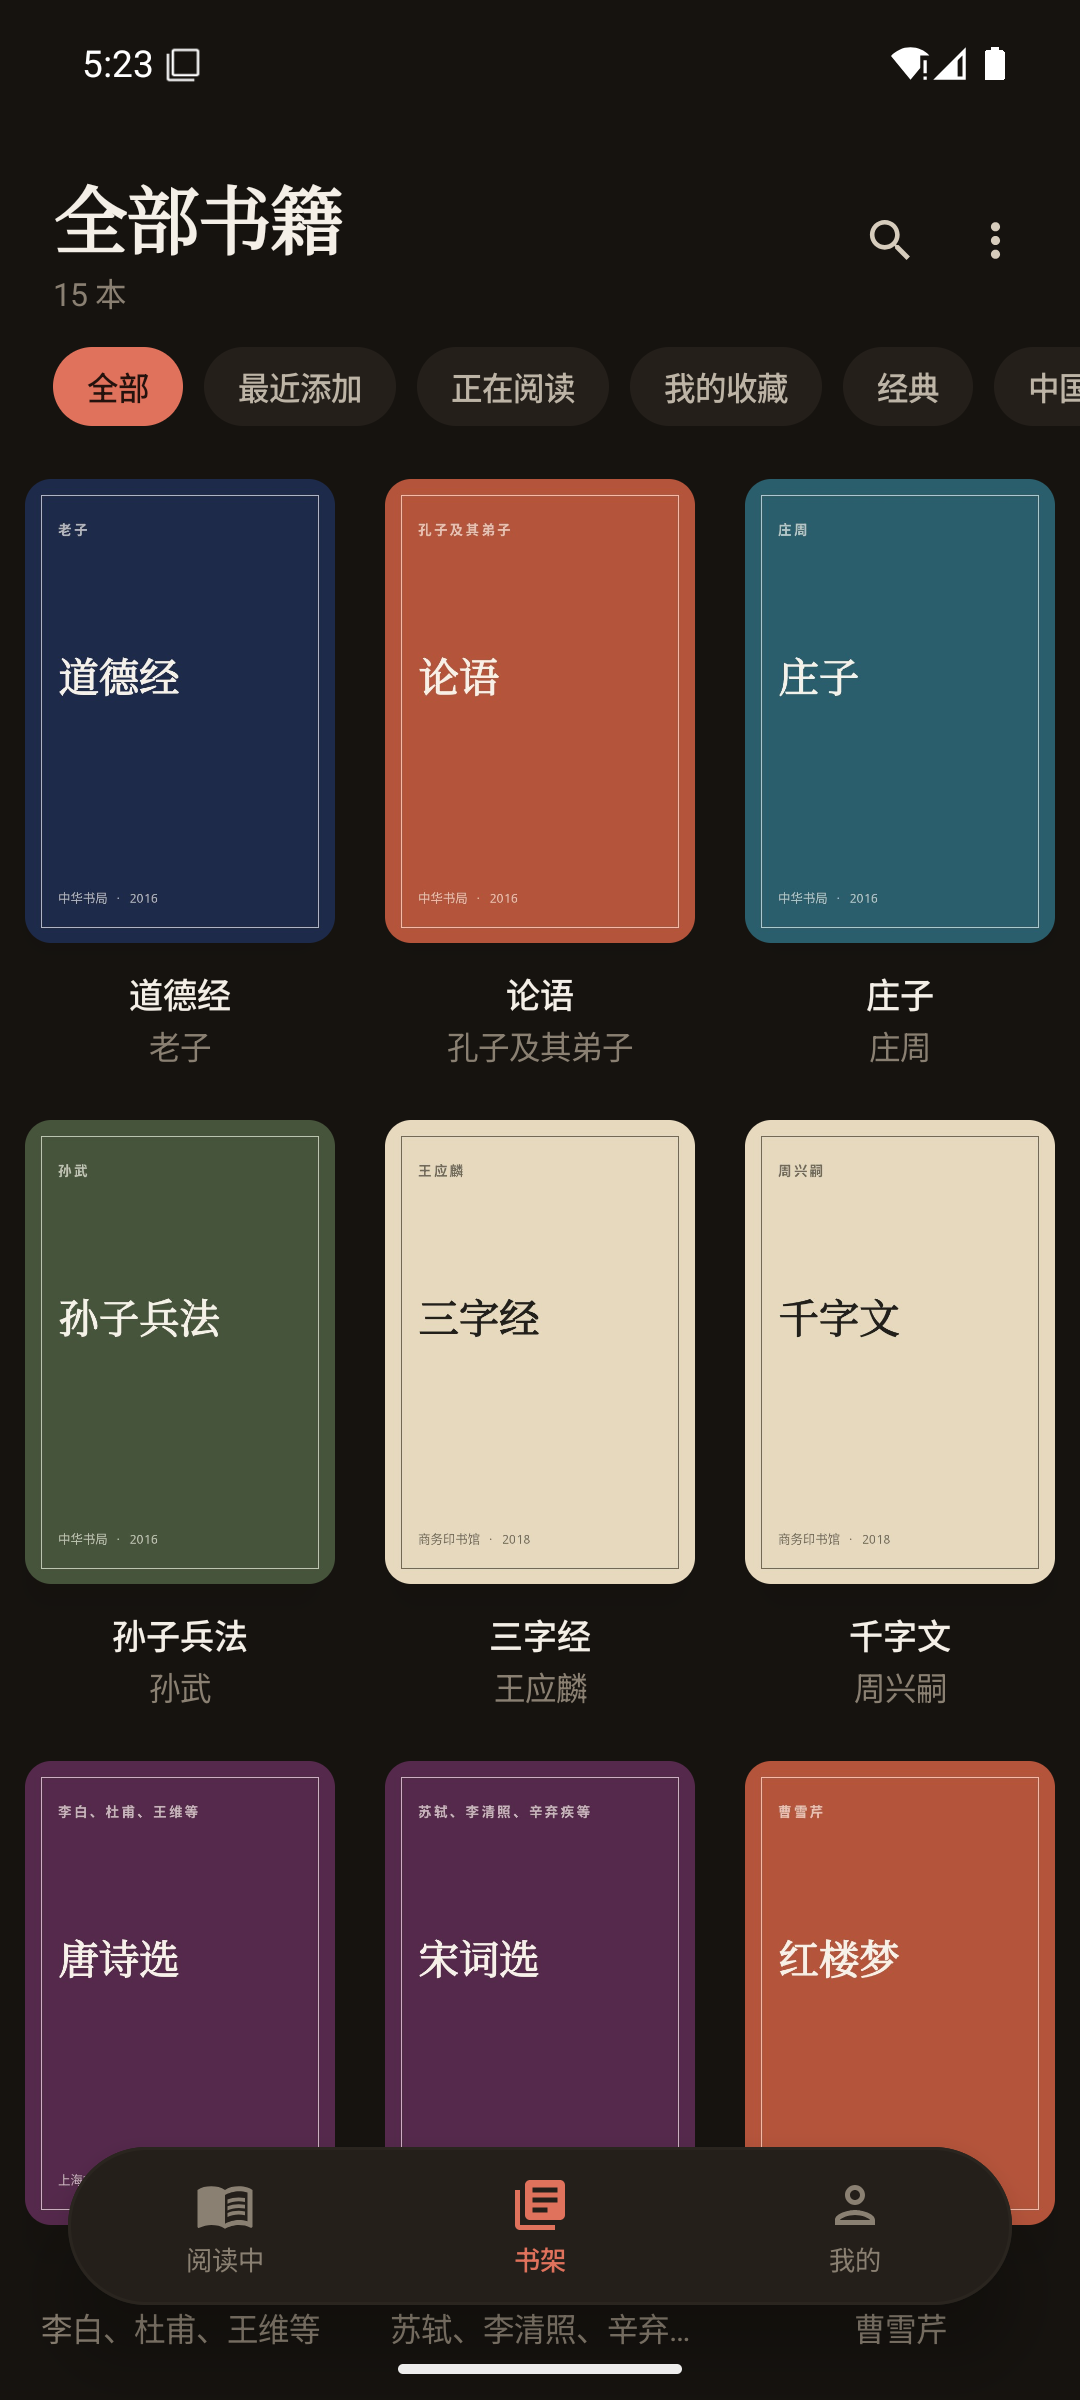 5:23
全部书籍
15 本
全部
最近添加
正在阅读
我的收藏
经典
中国
老子
道德经
中华书局 · 2016
孔子及其弟子
论语
中华书局 · 2016
庄周
庄子
中华书局 · 2016
道德经
老子
论语
孔子及其弟子
庄子
庄周
孙武
孙子兵法
中华书局 · 2016
王应麟
三字经
商务印书馆 · 2018
周兴嗣
千字文
商务印书馆 · 2018
孙子兵法
孙武
三字经
王应麟
千字文
周兴嗣
李白、杜甫、王维等
唐诗选
上海
苏轼、李清照、辛弃疾等
宋词选
曹雪芹
红楼梦
阅读中
书架
我的
李白、杜甫、王维等
苏轼、李清照、辛弃...
曹雪芹